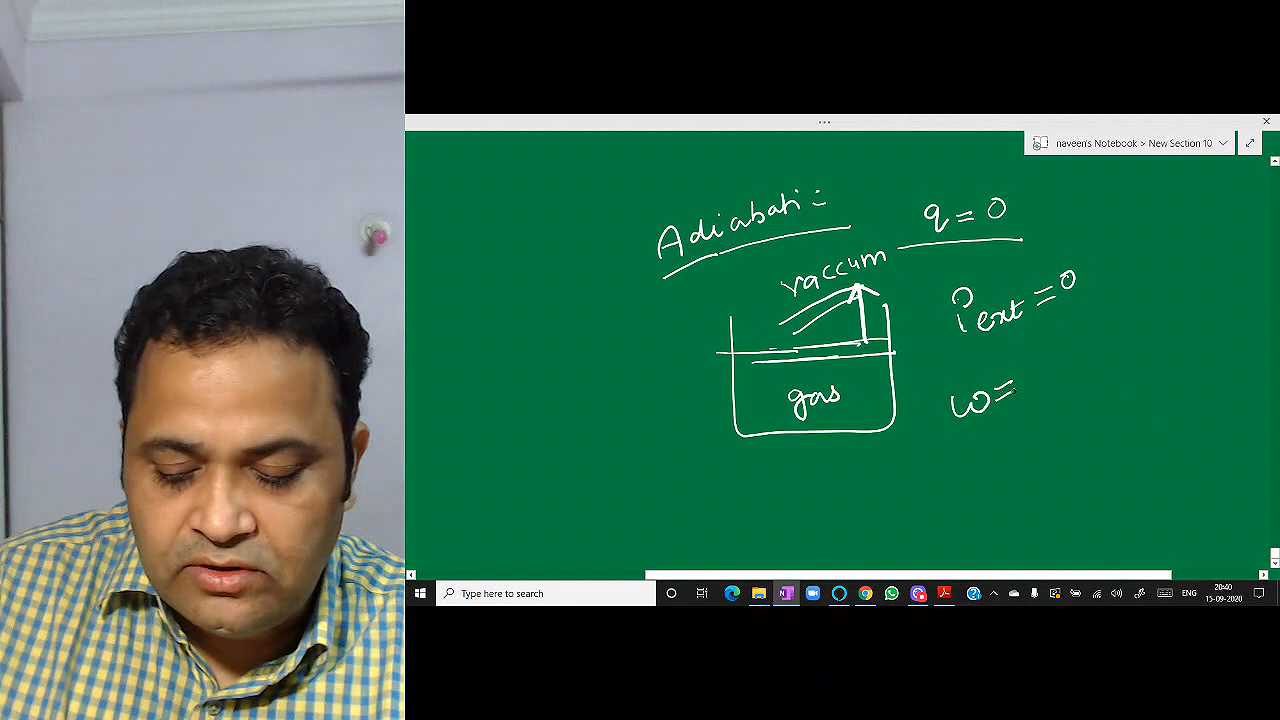 naveen's Notebook > New Section 10
Adiabati :
q = 0
vaccum
Pext = 0
gas
w =
Type here to search
ENG
20:40
15-09-2020